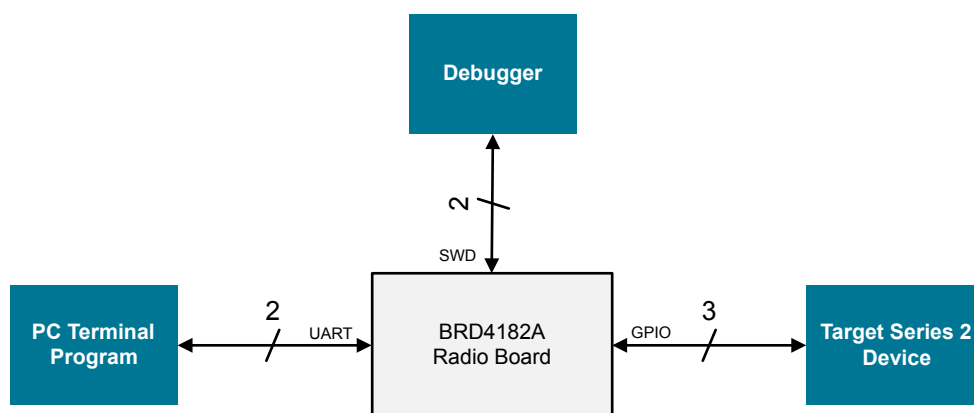 Debugger
2
SWD
PC Terminal
Program
2
UART
BRD4182A
Radio Board
GPIO
3
Target Series 2
Device